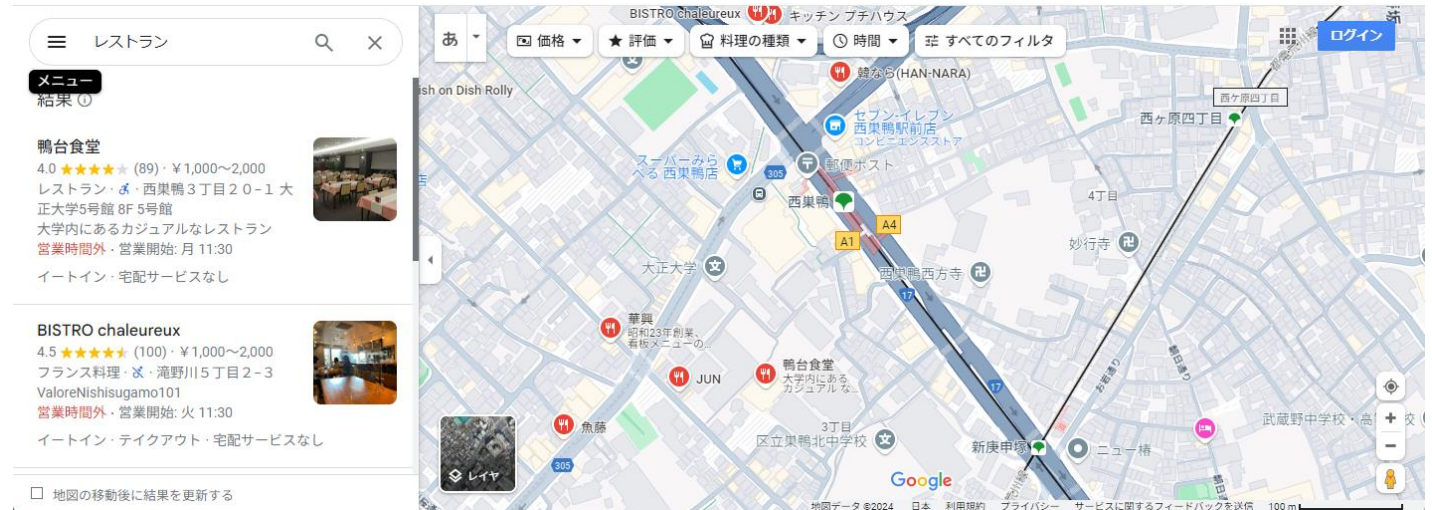 レストラン
メニュー
結果
鴨台食堂
4.0 ★★★★★ (89)· ¥1,000～2,000
レストラン · · 西巣鴨3丁目20−1 大
正大学5号館 8F 5号館
大学内にあるカジュアルなレストラン
営業時間外 · 営業開始: 月 11:30
イートイン · 宅配サービスなし
BISTRO chaleureux
4.5 ★★★★★ (100)· ¥1,000～2,000
フランス料理 · · 滝野川5丁目2−3
ValoreNishisugamo101
営業時間外 · 営業開始: 火 11:30
イートイン · テイクアウト · 宅配サービスなし
地図の移動後に結果を更新する
BISTRO chaleureux
キッチン プチハウス
あ
価格
★ 評価
料理の種類
時間
すべてのフィルタ
ログイン
ish on Dish Rolly
韓なら(HAN-NARA)
西ヶ原四丁目
西ヶ原四丁目
セブン-イレブン
西巣鴨駅前店
コンビニエンスストア
スーパーみら
べる 西巣鴨店
305
郵便ポスト
西巣鴨
A4
A1
4丁目
妙行寺
大正大学
西巣鴨西方寺
17
華興
昭和23年創業、
看板メニューの...
JUN
鴨台食堂
大学内にある
カジュアル な...
17
お岩通り
朝日通り
魚藤
3丁目
区立巣鴨北中学校
新庚申塚
ニュー椿
武蔵野中学校・高
校
305
レイヤ
Google
地図データ ©2024 日本 利用規約 プライバシー サービスに関するフィードバックを送信 100 m